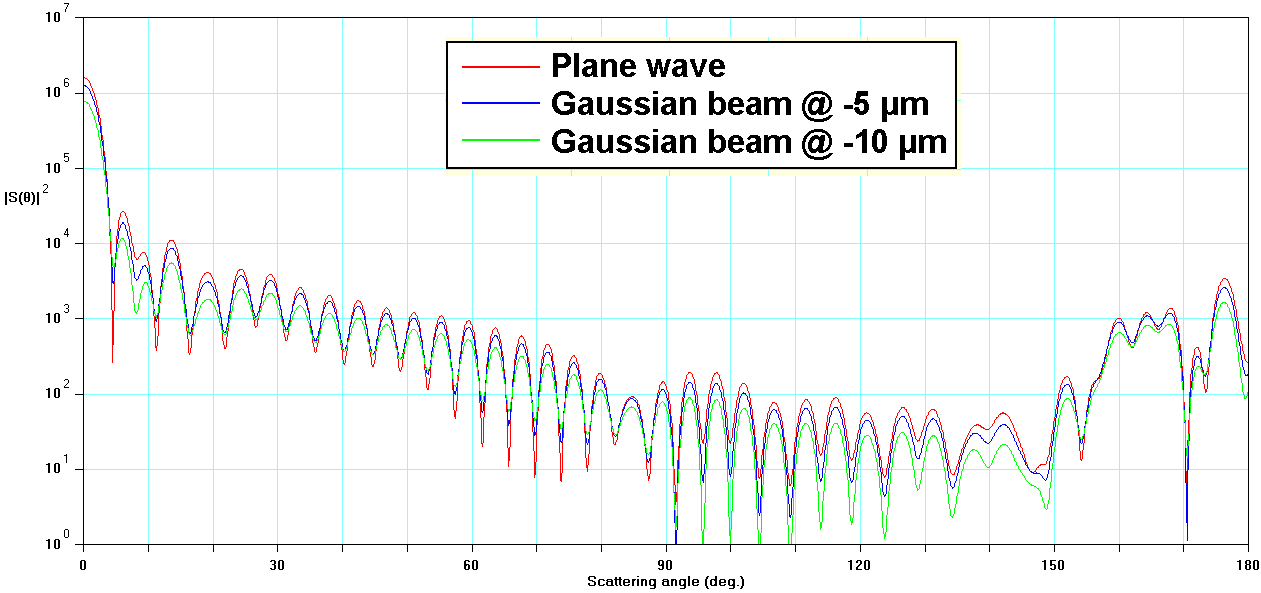 10^7
Plane wave
Gaussian beam @ -5 µm
Gaussian beam @ -10 µm
10^6
10^5
|S(θ)|^2
10^4
10^3
10^2
10^1
10^0
0 30 60 90 120 150 180
Scattering angle (deg.)